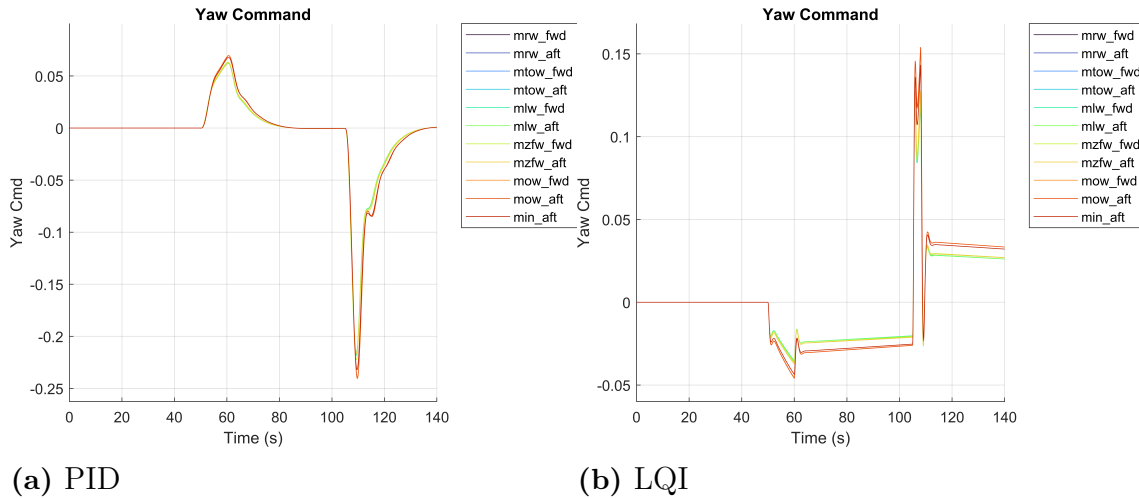 Yaw Command
Yaw Cmd
0.05
0
-0.05
-0.1
-0.15
-0.2
-0.25
0 20 40 60 80 100 120 140
Time (s)
mrw_fwd
mrw_aft
mtow_fwd
mtow_aft
mlw_fwd
mlw_aft
mzfw_fwd
mzfw_aft
mow_fwd
mow_aft
min_aft
(a) PID
Yaw Command
Yaw Cmd
0.15
0.1
0.05
0
-0.05
0 20 40 60 80 100 120 140
Time (s)
mrw_fwd
mrw_aft
mtow_fwd
mtow_aft
mlw_fwd
mlw_aft
mzfw_fwd
mzfw_aft
mow_fwd
mow_aft
min_aft
(b) LQI